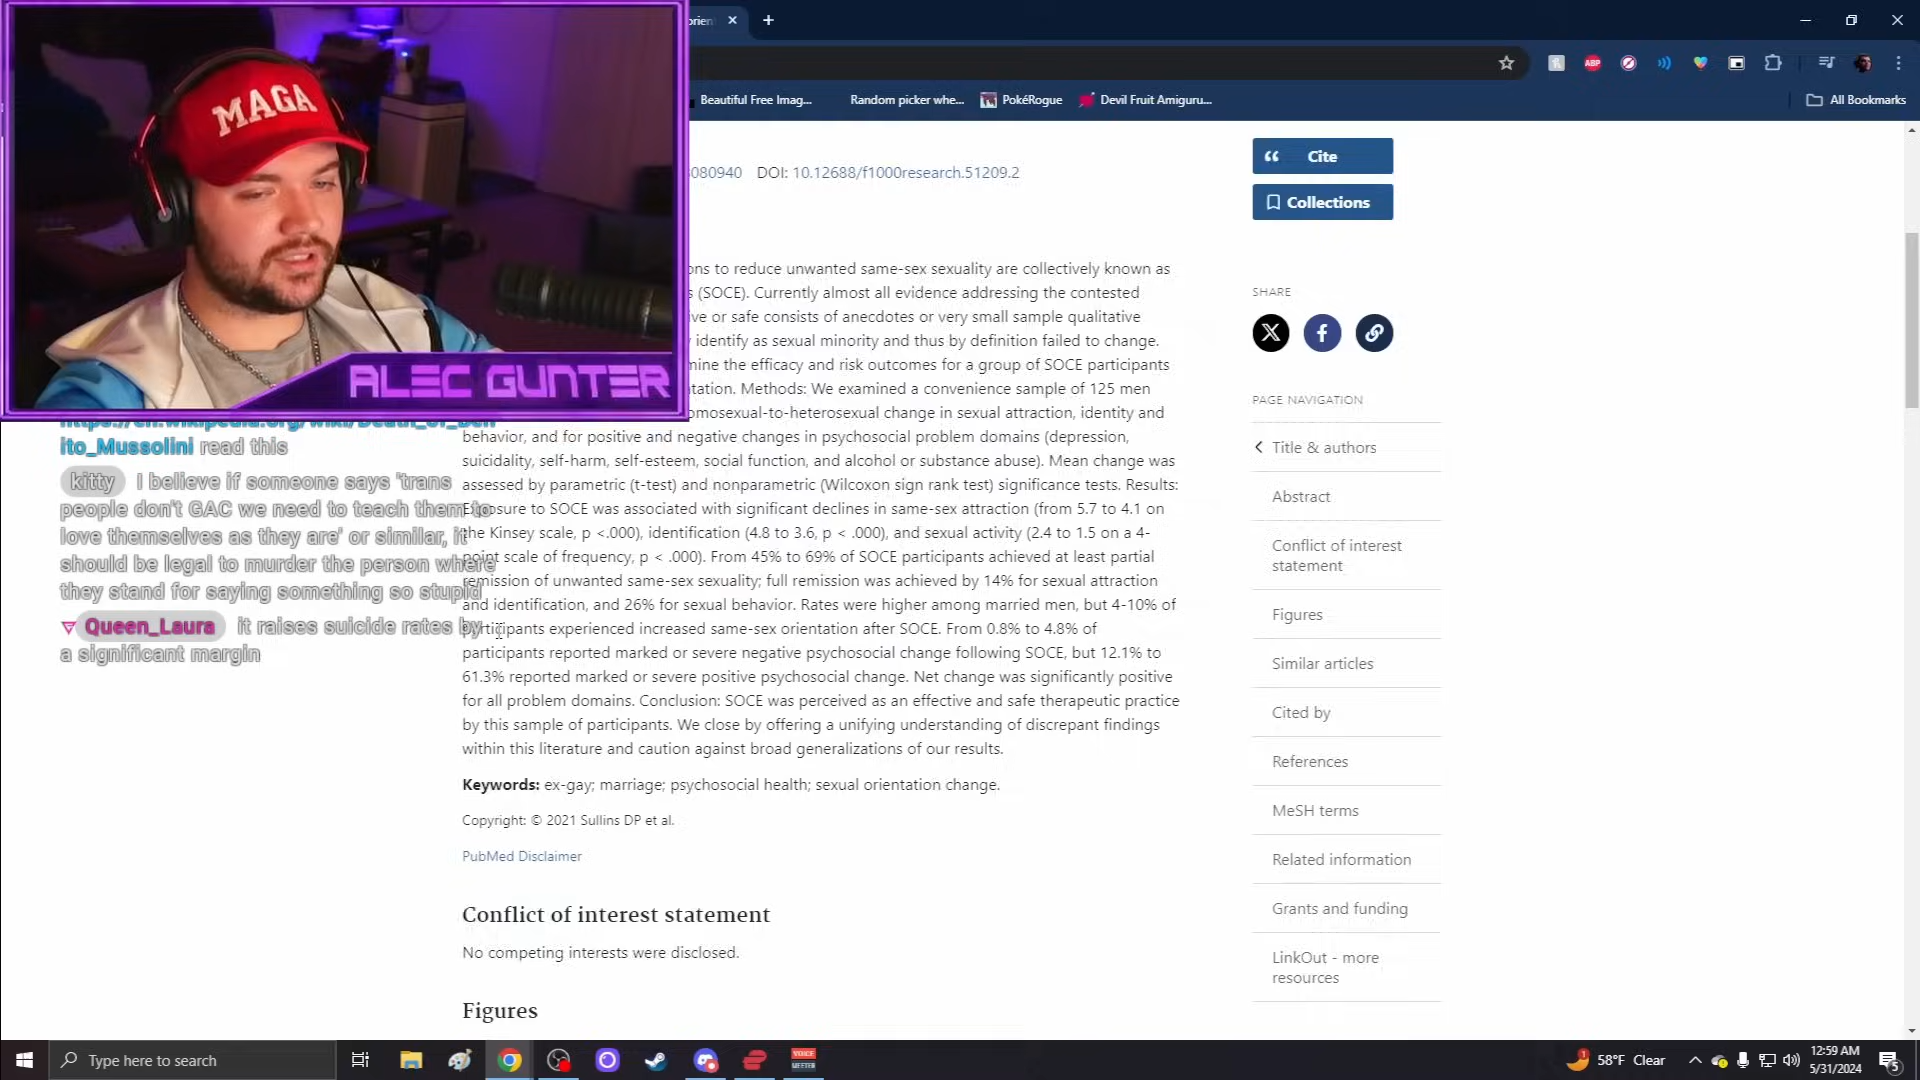 orien
Beautiful Free Imag...
Random picker whe...
PokéRogue
Devil Fruit Amiguru...
All Bookmarks
ABP
MAGA
ALEC GUNTER
080940 DOI: 10.12688/f1000research.51209.2
Cite
Collections
SHARE
PAGE NAVIGATION
Title & authors
Abstract
Conflict of interest
statement
Figures
Similar articles
Cited by
References
MeSH terms
Related information
Grants and funding
LinkOut - more
resources
ons to reduce unwanted same-sex sexuality are collectively known as
s (SOCE). Currently almost all evidence addressing the contested
ve or safe consists of anecdotes or very small sample qualitative
identify as sexual minority and thus by definition failed to change.
mine the efficacy and risk outcomes for a group of SOCE participants
ntation. Methods: We examined a convenience sample of 125 men
omosexual-to-heterosexual change in sexual attraction, identity and
behavior, and for positive and negative changes in psychosocial problem domains (depression,
suicidality, self-harm, self-esteem, social function, and alcohol or substance abuse). Mean change was
assessed by parametric (t-test) and nonparametric (Wilcoxon sign rank test) significance tests. Results:
Exposure to SOCE was associated with significant declines in same-sex attraction (from 5.7 to 4.1 on
the Kinsey scale, p <.000), identification (4.8 to 3.6, p < .000), and sexual activity (2.4 to 1.5 on a 4-
point scale of frequency, p < .000). From 45% to 69% of SOCE participants achieved at least partial
remission of unwanted same-sex sexuality; full remission was achieved by 14% for sexual attraction
and identification, and 26% for sexual behavior. Rates were higher among married men, but 4-10% of
participants experienced increased same-sex orientation after SOCE. From 0.8% to 4.8% of
participants reported marked or severe negative psychosocial change following SOCE, but 12.1% to
61.3% reported marked or severe positive psychosocial change. Net change was significantly positive
for all problem domains. Conclusion: SOCE was perceived as an effective and safe therapeutic practice
by this sample of participants. We close by offering a unifying understanding of discrepant findings
within this literature and caution against broad generalizations of our results.
Keywords: ex-gay; marriage; psychosocial health; sexual orientation change.
Copyright: © 2021 Sullins DP et al.
PubMed Disclaimer
Conflict of interest statement
No competing interests were disclosed.
Figures
https://en.wikipedia.org/wiki/Death_of_Ben
ito_Mussolini read this
kitty I believe if someone says 'trans
people don't GAC we need to teach them to
love themselves as they are' or similar, it
should be legal to murder the person where
they stand for saying something so stupid
Queen_Laura it raises suicide rates by
a significant margin
Type here to search
VOICE
MEETER
58°F Clear
12:59 AM
5/31/2024
5